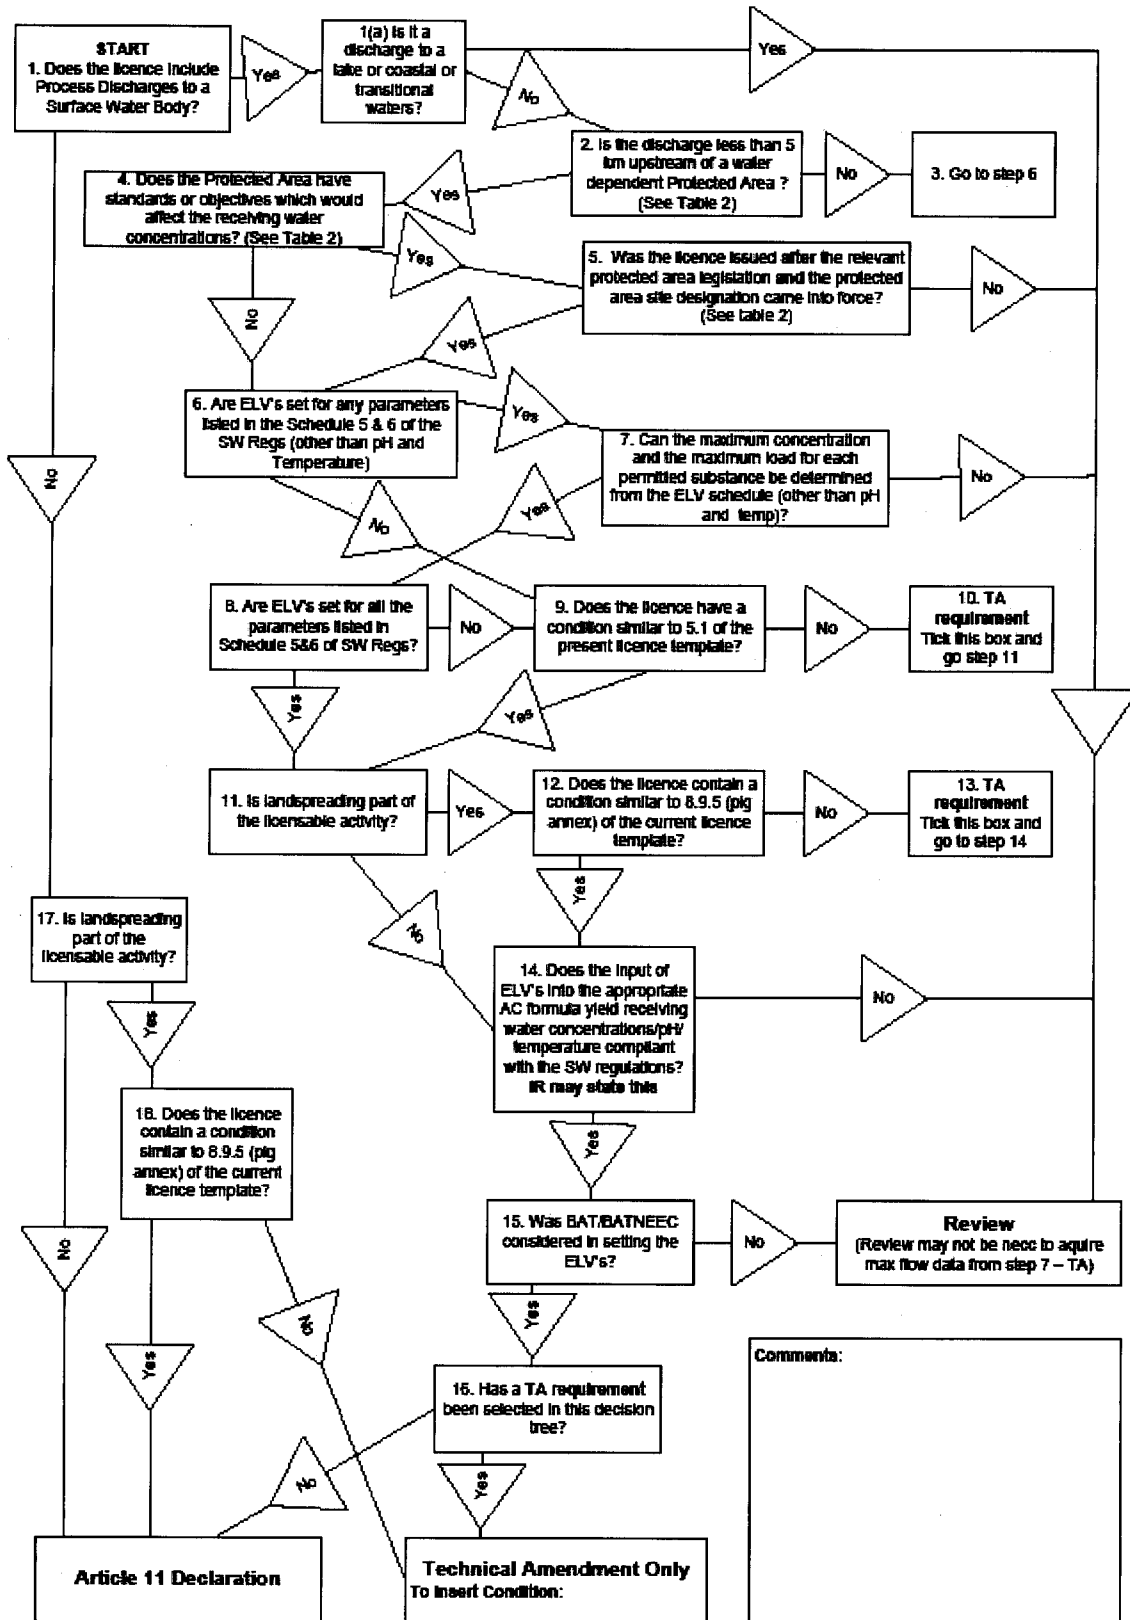 START
1. Does the licence include
Process Discharges to a
Surface Water Body?
Yes
1(a) Is it a
discharge to a
lake or coastal or
transitional
waters?
Yes
No
2. Is the discharge less than 5
km upstream of a water
dependent Protected Area ?
(See Table 2)
No
3. Go to step 6
Yes
4. Does the Protected Area have
standards or objectives which would
affect the receiving water
concentrations? (See Table 2)
Yes
5. Was the licence issued after the relevant
protected area legislation and the protected
area site designation came into force?
(See table 2)
No
No
Yes
6. Are ELV's set for any parameters
listed in the Schedule 5 & 6 of the
SW Regs (other than pH and
Temperature)
Yes
7. Can the maximum concentration
and the maximum load for each
permitted substance be determined
from the ELV schedule (other than pH
and temp)?
No
No
No
Yes
8. Are ELV's set for all the
parameters listed in
Schedule 5&6 of SW Regs?
No
9. Does the licence have a
condition similar to 5.1 of the
present licence template?
No
10. TA
requirement
Tick this box and
go step 11
Yes
Yes
11. Is landspreading part of
the licensable activity?
Yes
12. Does the licence contain a
condition similar to 8.9.5 (pig
annex) of the current licence
template?
No
13. TA
requirement
Tick this box and
go to step 14
Yes
No
17. Is landspreading
part of the
licensable activity?
14. Does the input of
ELV's into the appropriate
AC formula yield receiving
water concentrations/pH/
temperature compliant
with the SW regulations?
IR may state this
No
Yes
18. Does the licence
contain a condition
similar to 8.9.5 (pig
annex) of the current
licence template?
Yes
15. Was BAT/BATNEEC
considered in setting the
ELV's?
No
Review
(Review may not be necc to aquire
max flow data from step 7 – TA)
No
No
Yes
Yes
Comments:
16. Has a TA requirement
been selected in this decision
tree?
No
Yes
Article 11 Declaration
Technical Amendment Only
To Insert Condition: